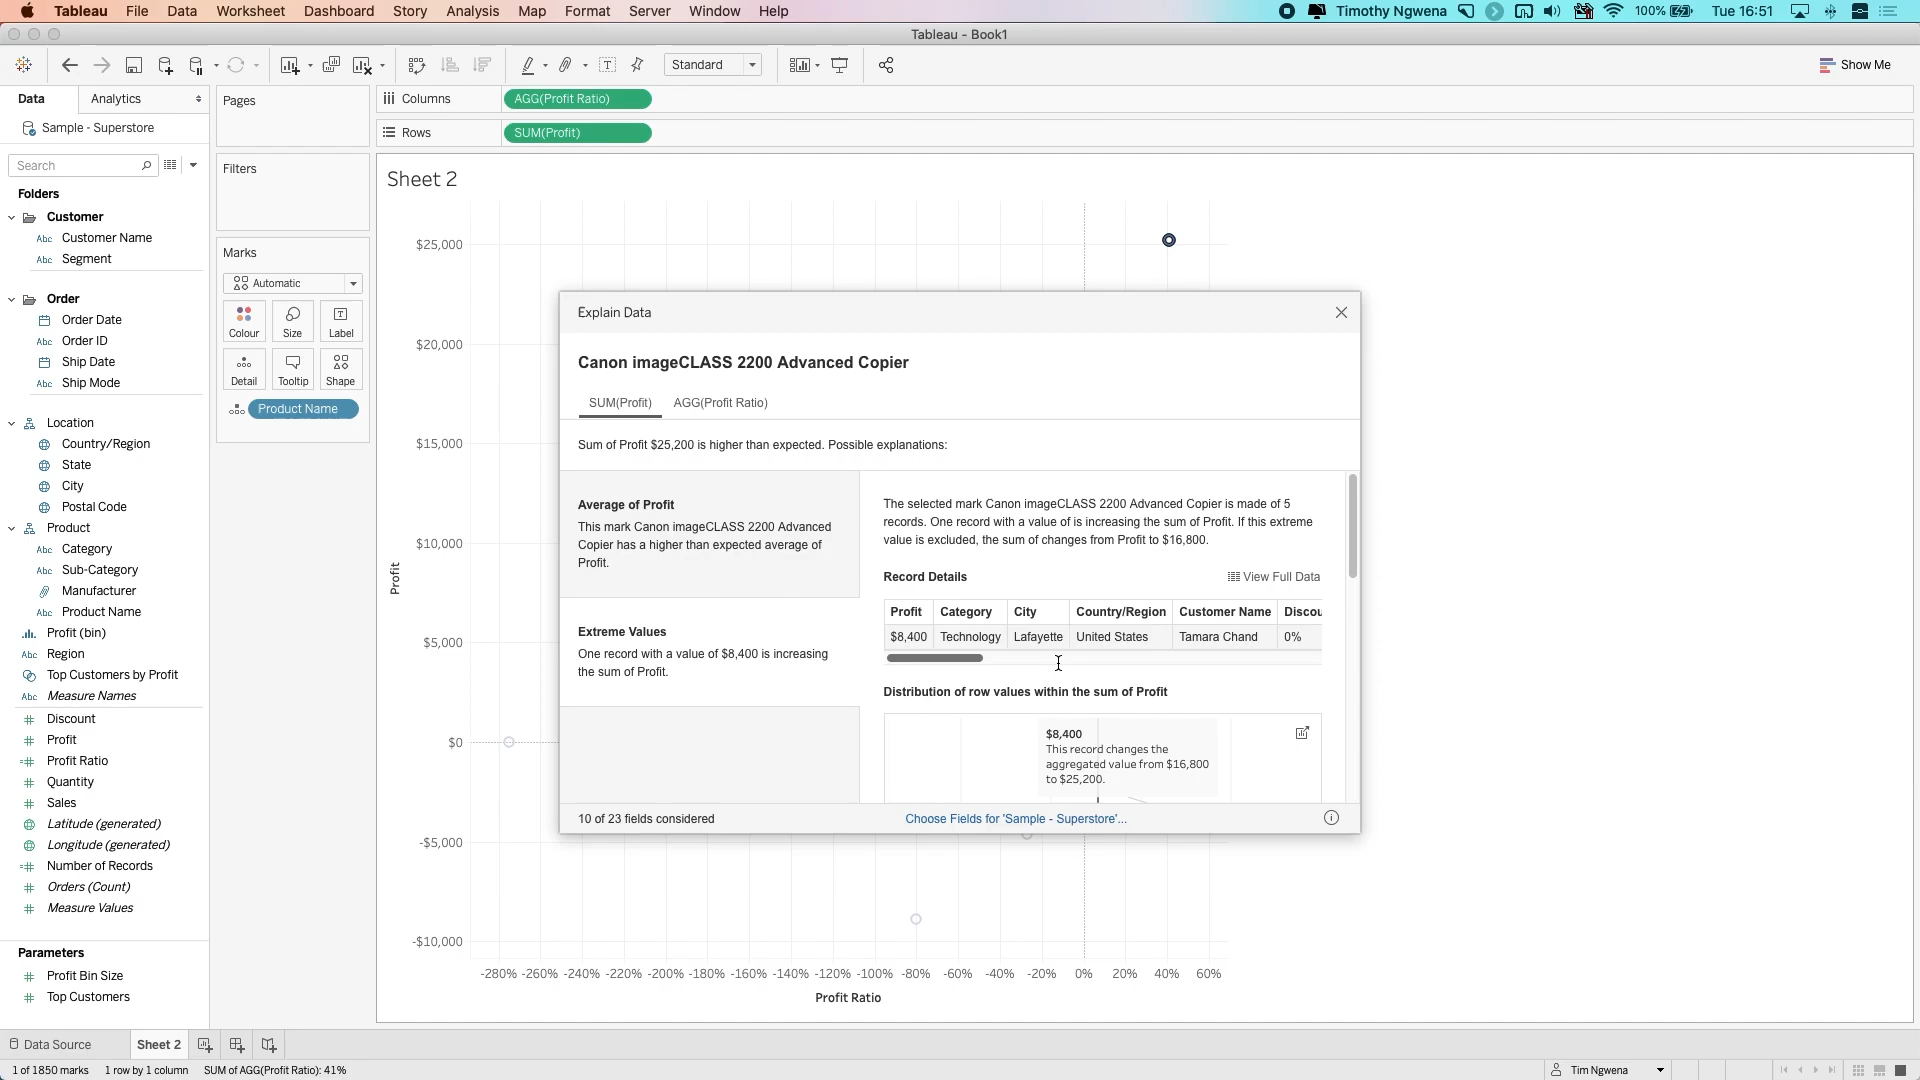 Tableau File Data Worksheet Dashboard Story Analysis Map Format Server Window Help Timothy Ngwena 100% Tue 16:51
Tableau - Book1
Standard Show Me
Data Analytics
Sample - Superstore
Search
Folders
Customer
Abc Customer Name
Abc Segment
Order
Order Date
Abc Order ID
Ship Date
Abc Ship Mode
Location
Country/Region
State
City
Postal Code
Product
Abc Category
Abc Sub-Category
Manufacturer
Abc Product Name
Profit (bin)
Abc Region
Top Customers by Profit
Abc Measure Names
# Discount
# Profit
=# Profit Ratio
# Quantity
# Sales
Latitude (generated)
Longitude (generated)
=# Number of Records
# Orders (Count)
# Measure Values
Parameters
# Profit Bin Size
# Top Customers
Pages
Filters
Marks
Automatic
Colour Size Label
Detail Tooltip Shape
Product Name
Columns AGG(Profit Ratio)
Rows SUM(Profit)
Sheet 2
$25,000
$20,000
$15,000
$10,000
$5,000
$0
-$5,000
-$10,000
Profit
-280% -260% -240% -220% -200% -180% -160% -140% -120% -100% -80% -60% -40% -20% 0% 20% 40% 60%
Profit Ratio
Explain Data
Canon imageCLASS 2200 Advanced Copier
SUM(Profit) AGG(Profit Ratio)
Sum of Profit $25,200 is higher than expected. Possible explanations:
Average of Profit
This mark Canon imageCLASS 2200 Advanced
Copier has a higher than expected average of
Profit.
Extreme Values
One record with a value of $8,400 is increasing
the sum of Profit.
The selected mark Canon imageCLASS 2200 Advanced Copier is made of 5
records. One record with a value of is increasing the sum of Profit. If this extreme
value is excluded, the sum of changes from Profit to $16,800.
Record Details View Full Data
Profit Category City Country/Region Customer Name Discou
$8,400 Technology Lafayette United States Tamara Chand 0%
Distribution of row values within the sum of Profit
$8,400
This record changes the
aggregated value from $16,800
to $25,200.
10 of 23 fields considered Choose Fields for 'Sample - Superstore'...
Data Source Sheet 2
1 of 1850 marks 1 row by 1 column SUM of AGG(Profit Ratio): 41% Tim Ngwena